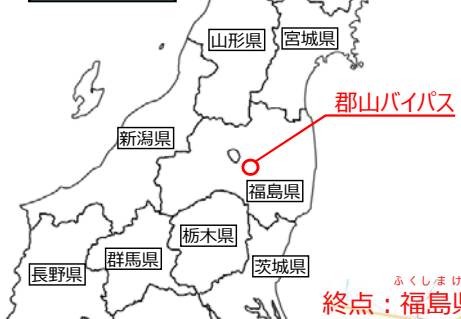 山形県
宮城県
郡山バイパス
新潟県
福島県
栃木県
群馬県
長野県
茨城県
ふくしまけ
終点：福島県